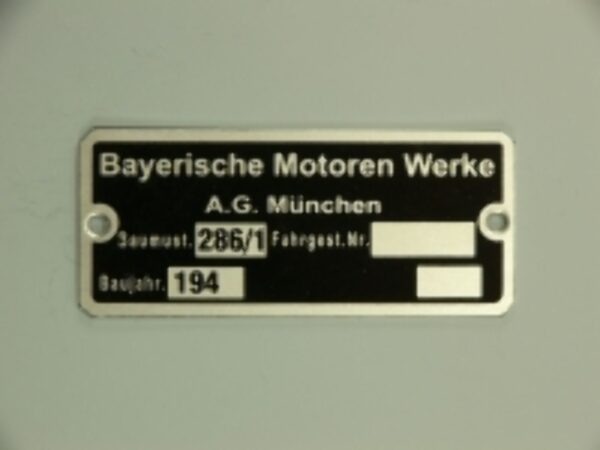 Bayerische Motoren Werke
A.G. München
Baumust. 286/1 Fahrgest.Nr.
Baujahr. 194